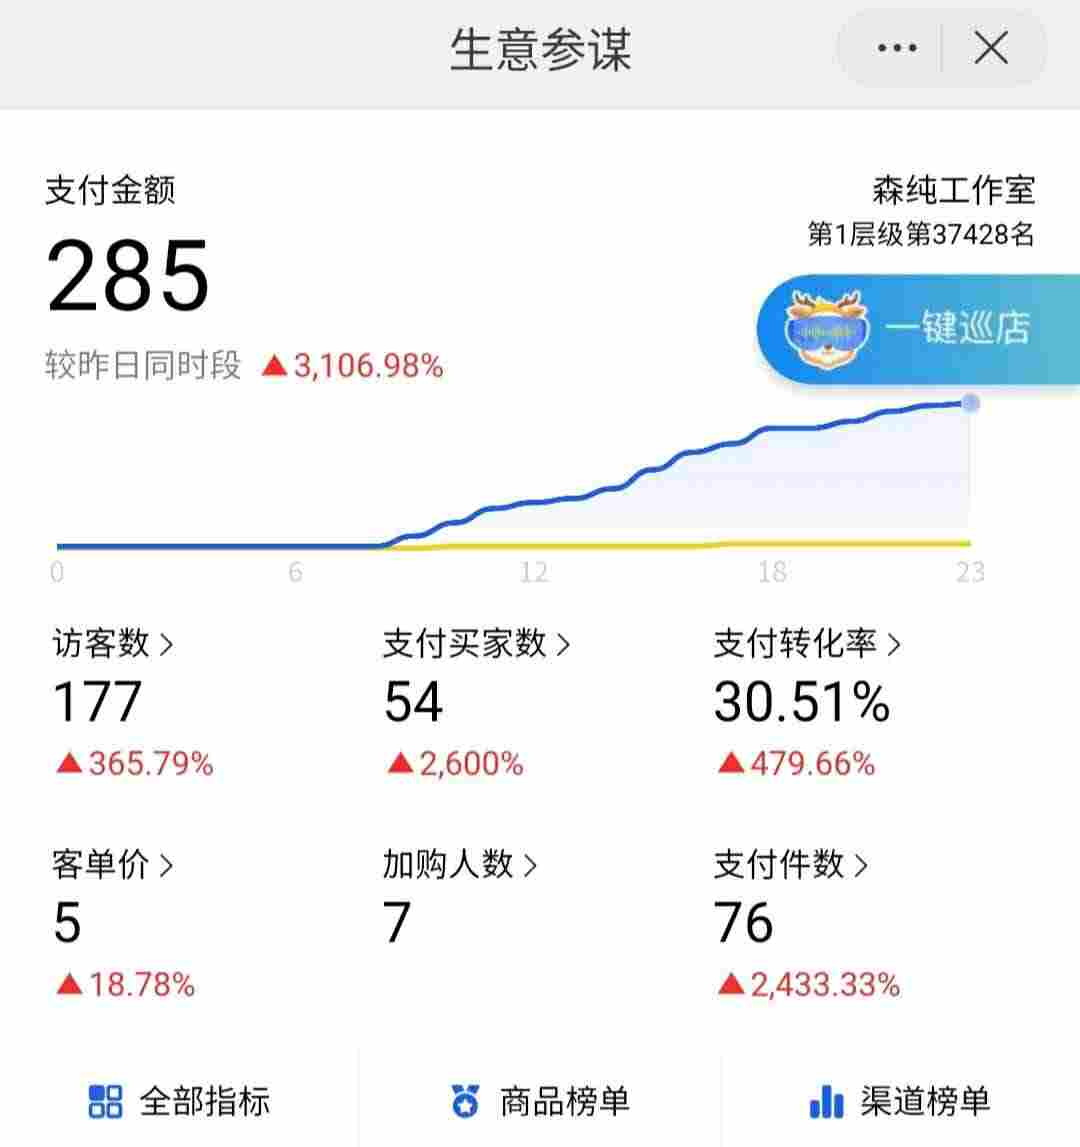 生意参谋
支付金额
森纯工作室
第1层级第37428名
285
一键巡店
较昨日同时段 ▲3,106.98%
0 6 12 18 23
访客数 支付买家数 支付转化率
177 54 30.51%
▲365.79% ▲2,600% ▲479.66%
客单价 加购人数 支付件数
5 7 76
▲18.78% ▲2,433.33%
全部指标 商品榜单 渠道榜单